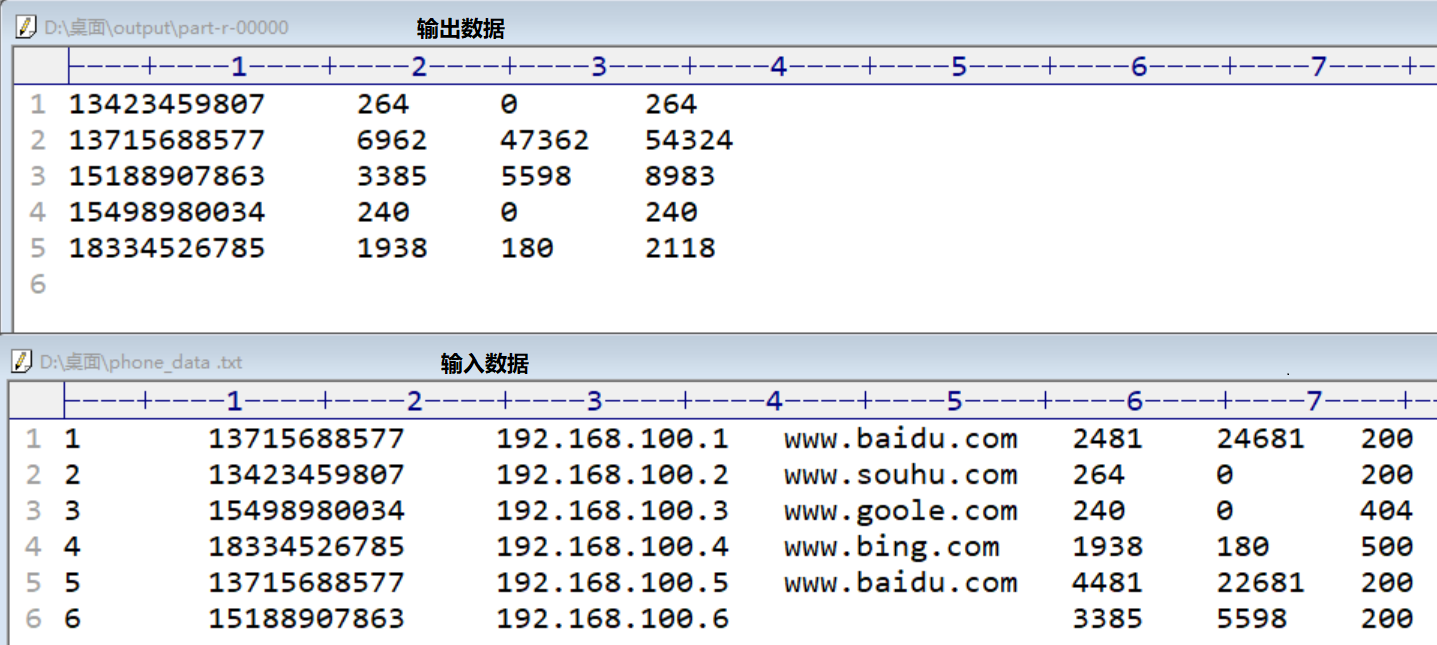 D:\桌面\output\part-r-00000 输出数据
----+----1----+----2----+----3----+----4----+----5----+----6----+----7----+-
1 13423459807 264 0 264
2 13715688577 6962 47362 54324
3 15188907863 3385 5598 8983
4 15498980034 240 0 240
5 18334526785 1938 180 2118
6
D:\桌面\phone_data .txt 输入数据
----+----1----+----2----+----3----+----4----+----5----+----6----+----7----+-
1 1 13715688577 192.168.100.1 www.baidu.com 2481 24681 200
2 2 13423459807 192.168.100.2 www.souhu.com 264 0 200
3 3 15498980034 192.168.100.3 www.goole.com 240 0 404
4 4 18334526785 192.168.100.4 www.bing.com 1938 180 500
5 5 13715688577 192.168.100.5 www.baidu.com 4481 22681 200
6 6 15188907863 192.168.100.6 3385 5598 200